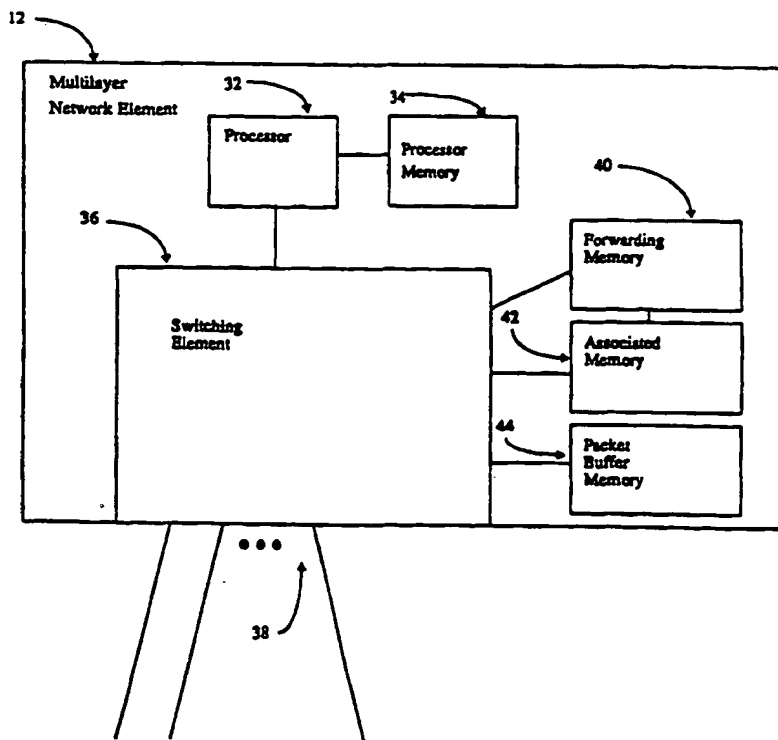 12
Multilayer
Network Element
32
34
Processor
Processor
Memory
40
36
Forwarding
Memory
Switching
Element
42
Associated
Memory
44
Packet
Buffer
Memory
•••
38